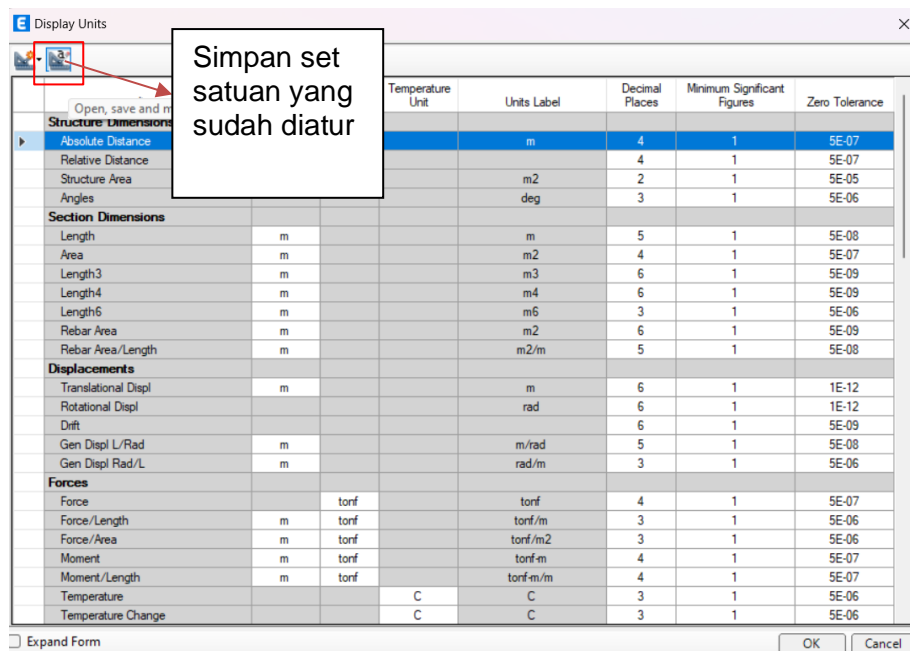 E Display Units
Simpan set
satuan yang
sudah diatur
Open, save and m
Temperature Unit Units Label Decimal Places Minimum Significant Figures Zero Tolerance
Structure Dimensions
Absolute Distance m 4 1 5E-07
Relative Distance 4 1 5E-07
Structure Area m2 2 1 5E-05
Angles deg 3 1 5E-06
Section Dimensions
Length m m 5 1 5E-08
Area m m2 4 1 5E-07
Length3 m m3 6 1 5E-09
Length4 m m4 6 1 5E-09
Length6 m m6 3 1 5E-06
Rebar Area m m2 6 1 5E-09
Rebar Area/Length m m2/m 5 1 5E-08
Displacements
Translational Displ m m 6 1 1E-12
Rotational Displ rad 6 1 1E-12
Drift 6 1 5E-09
Gen Displ L/Rad m m/rad 5 1 5E-08
Gen Displ Rad/L m rad/m 3 1 5E-06
Forces
Force tonf tonf 4 1 5E-07
Force/Length m tonf tonf/m 3 1 5E-06
Force/Area m tonf tonf/m2 3 1 5E-06
Moment m tonf tonf-m 4 1 5E-07
Moment/Length m tonf tonf-m/m 4 1 5E-07
Temperature C C 3 1 5E-06
Temperature Change C C 3 1 5E-06
Expand Form OK Cancel